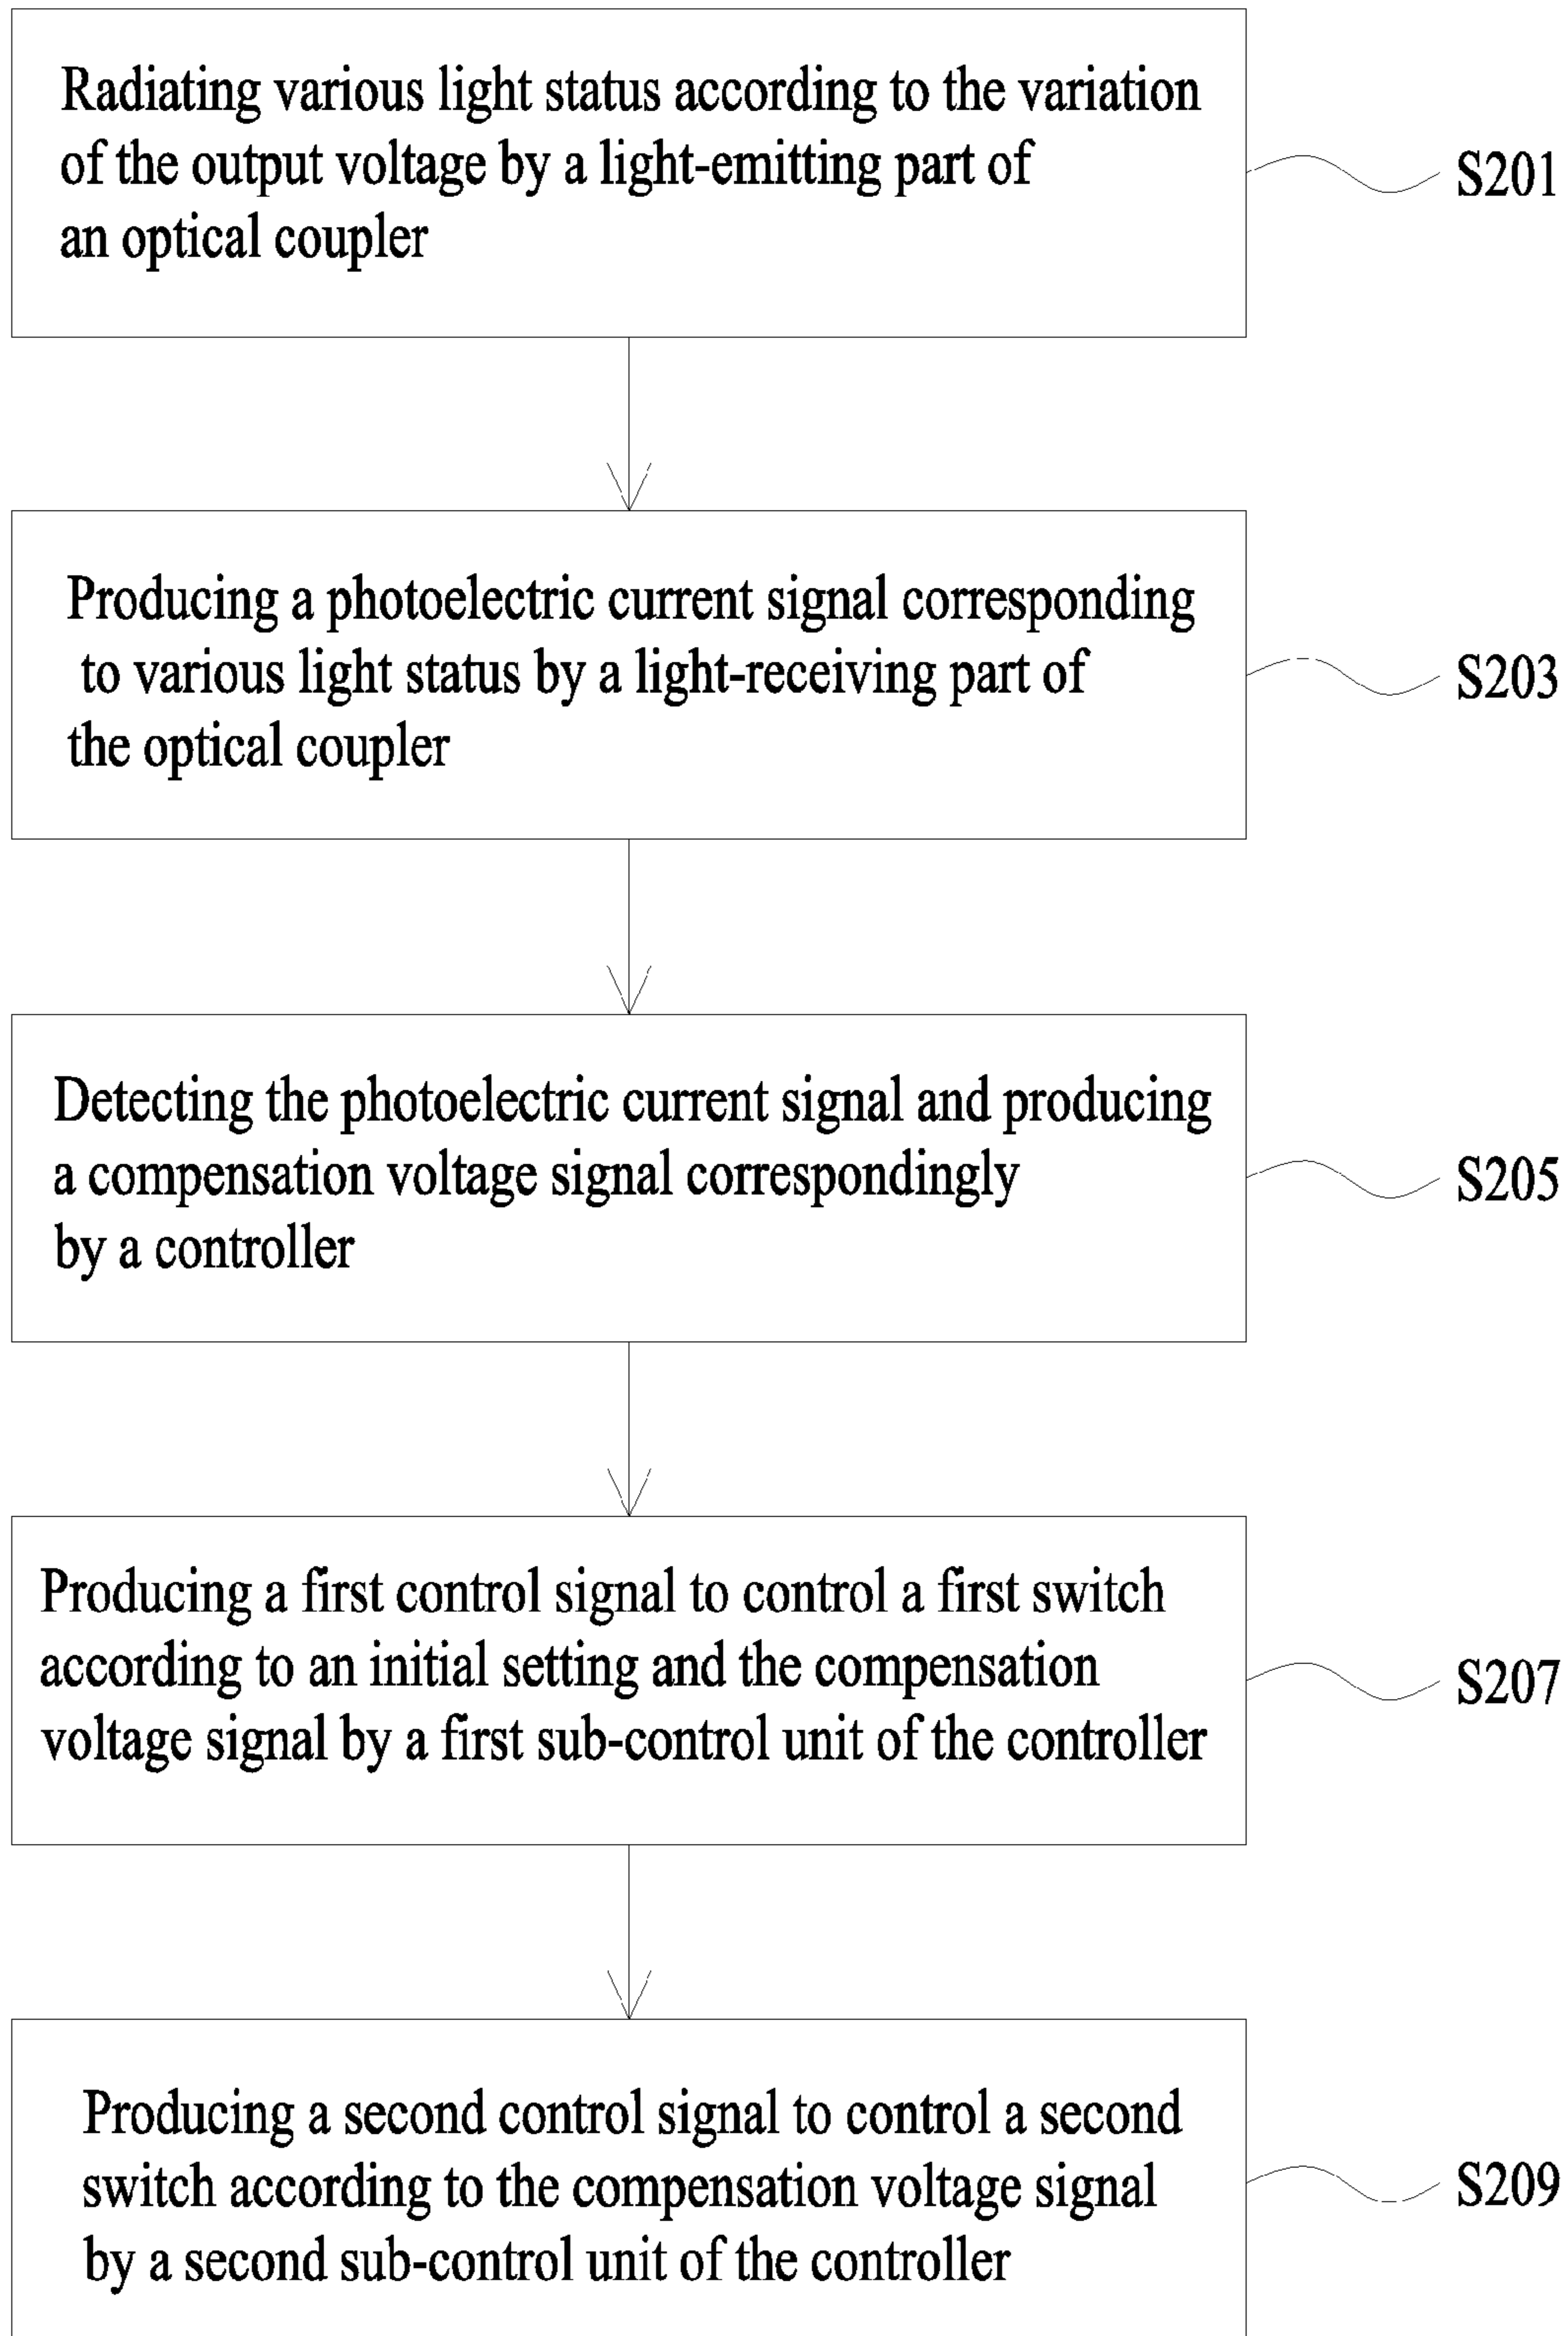 Radiating various light status according to the variation
of the output voltage by a light-emitting part of
an optical coupler
S201
Producing a photoelectric current signal corresponding
to various light status by a light-receiving part of
the optical coupler
S203
Detecting the photoelectric current signal and producing
a compensation voltage signal correspondingly
by a controller
S205
Producing a first control signal to control a first switch
according to an initial setting and the compensation
voltage signal by a first sub-control unit of the controller
S207
Producing a second control signal to control a second
switch according to the compensation voltage signal
by a second sub-control unit of the controller
S209